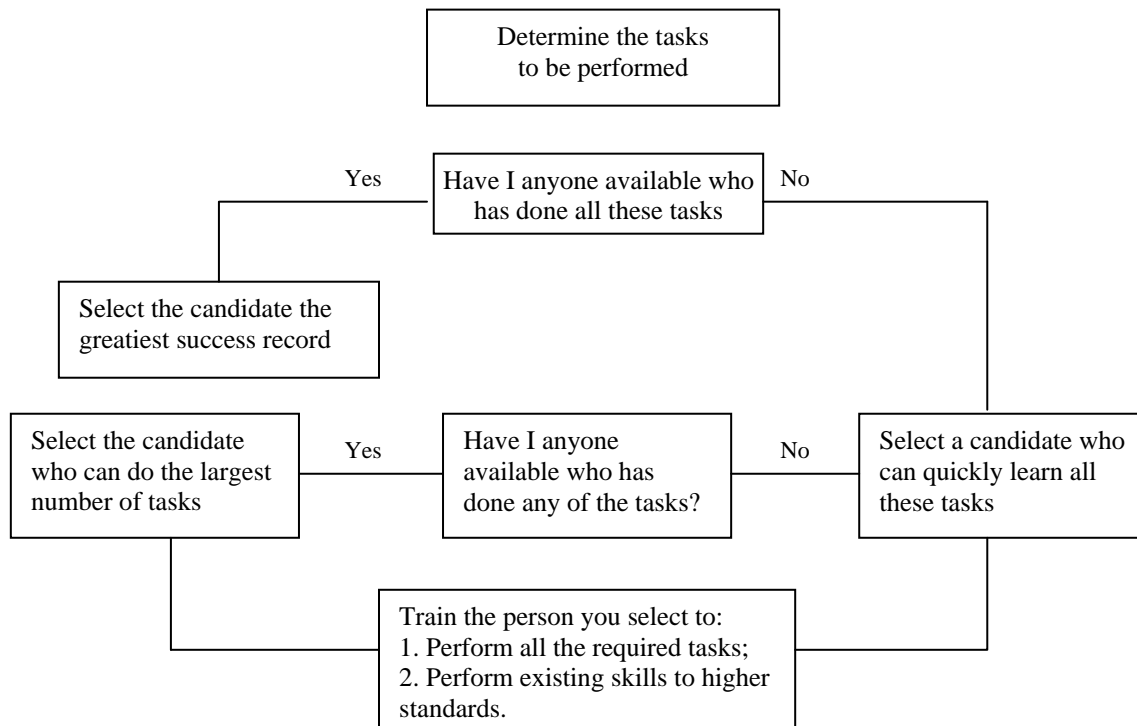 Determine the tasks
to be performed
Yes
Have I anyone available who
has done all these tasks
No
Select the candidate the
greatiest success record
Select the candidate
who can do the largest
number of tasks
Yes
Have I anyone
available who has
done any of the tasks?
No
Select a candidate who
can quickly learn all
these tasks
Train the person you select to:
1. Perform all the required tasks;
2. Perform existing skills to higher
standards.